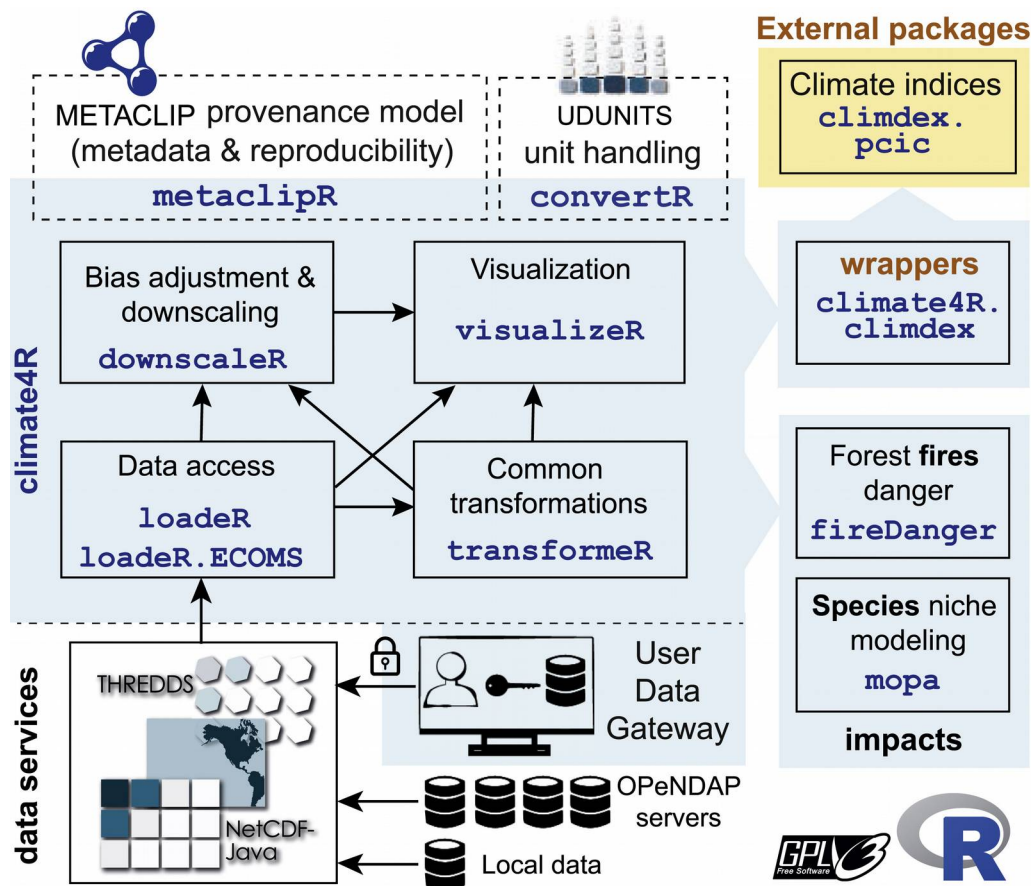 External packages
METACLIP provenance model
(metadata & reproducibility)
metaclipR
UDUNITS
unit handling
convertR
Climate indices
climdex.
pcic
climate4R
Bias adjustment &
downscaling
downscaleR
Visualization
visualizeR
wrappers
climate4R.
climdex
Data access
loadeR
loadeR.ECOMS
Common
transformations
transformeR
Forest fires
danger
fireDanger
Species niche
modeling
mopa
impacts
data services
THREDDS
NetCDF-
Java
User
Data
Gateway
OPeNDAP
servers
Local data
GPL v3
Free Software
R